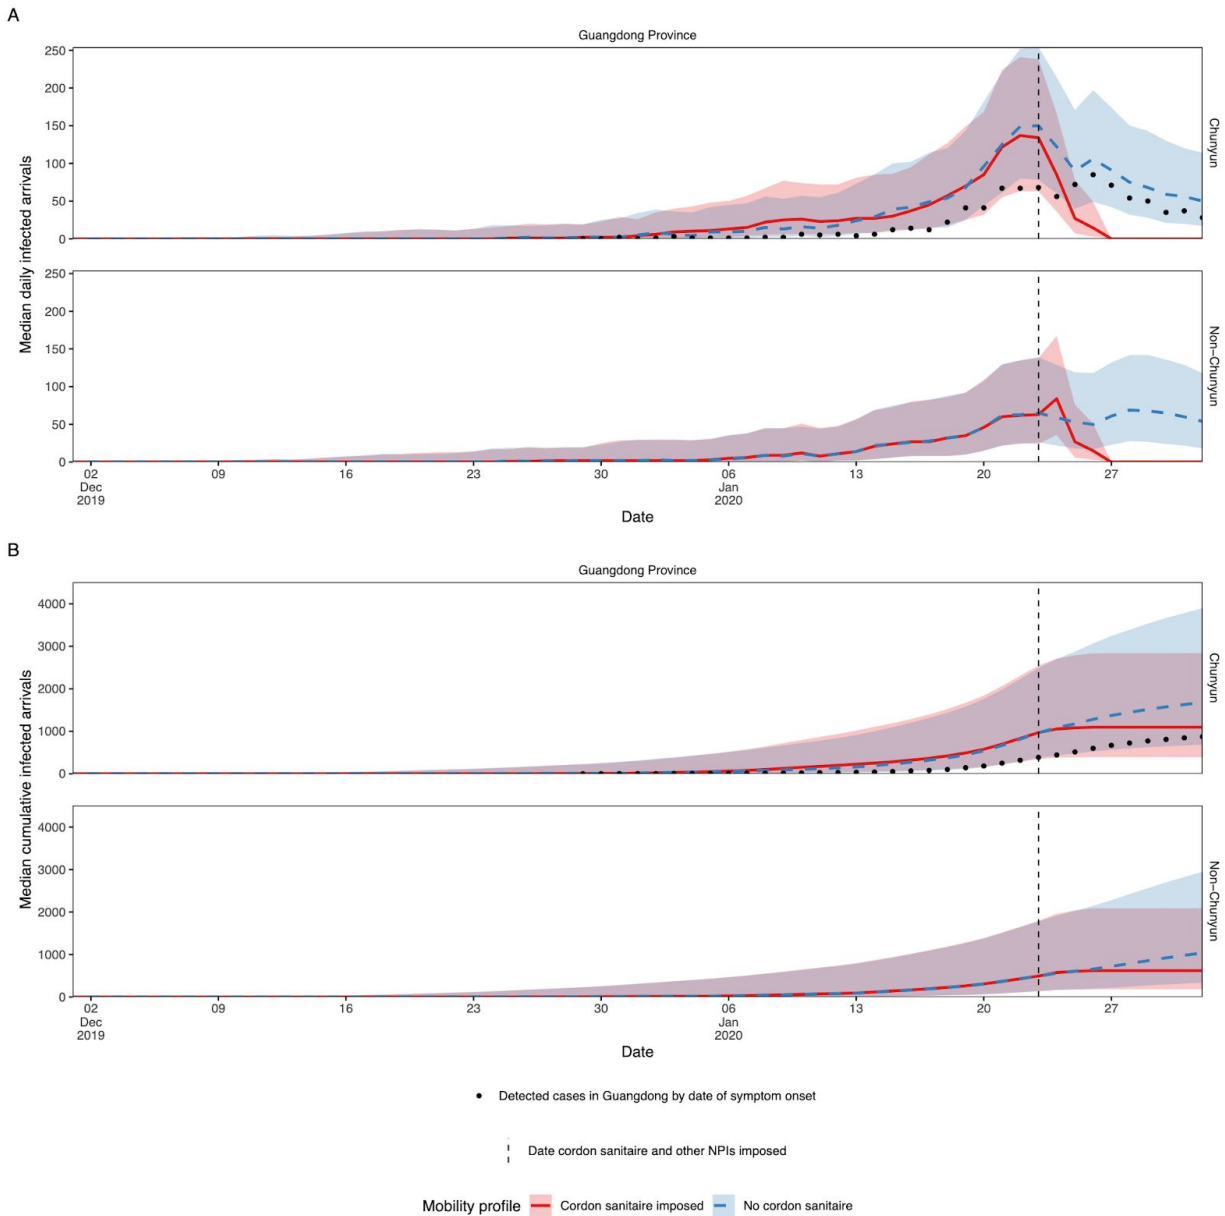 A
Guangdong Province
Median daily infected arrivals
250
200
150
100
50
0
Chunyun
250
200
150
100
50
0
Non−Chunyun
02 09 16 23 30 06 13 20 27
Dec Jan
2019 2020
Date
B
Guangdong Province
Median cumulative infected arrivals
4000
3000
2000
1000
0
Chunyun
4000
3000
2000
1000
0
Non−Chunyun
02 09 16 23 30 06 13 20 27
Dec Jan
2019 2020
Date
Detected cases in Guangdong by date of symptom onset
Date cordon sanitaire and other NPIs imposed
Mobility profile Cordon sanitaire imposed No cordon sanitaire